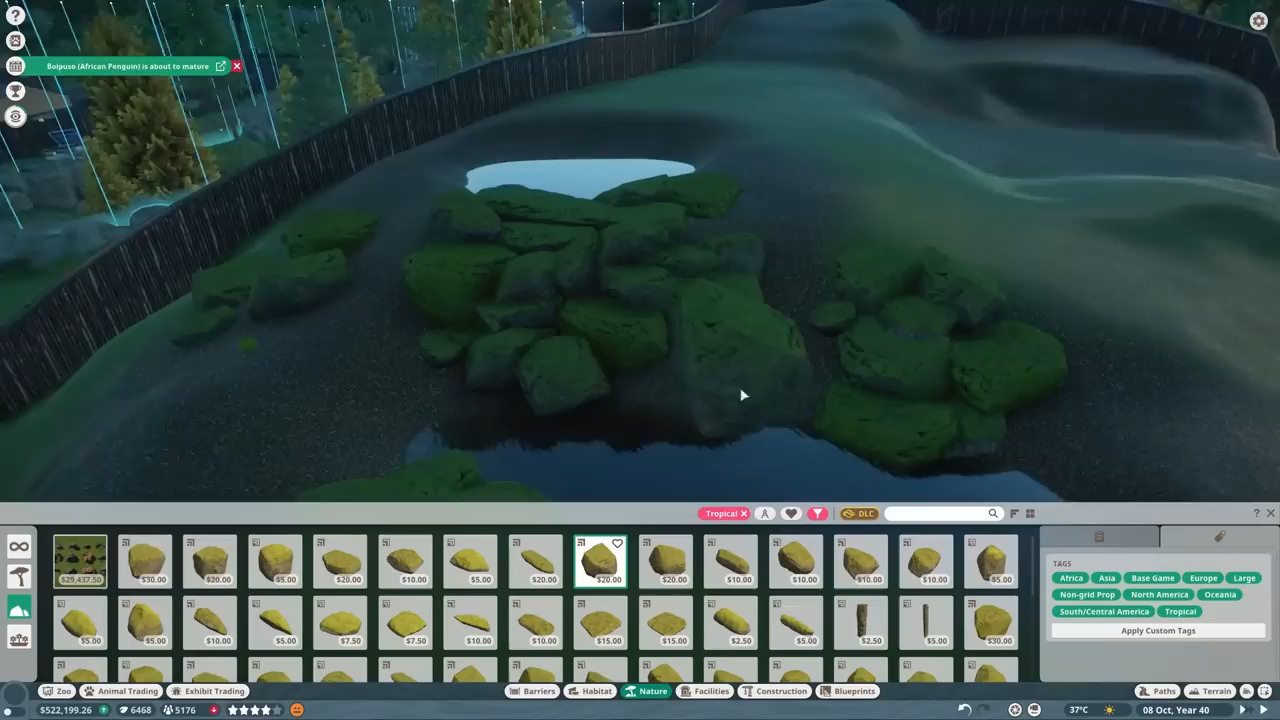 ?
Boipuso (African Penguin) is about to mature
Tropical ×
DLC
? ×
$29,437.50 $30.00 $20.00 $5.00 $20.00 $10.00 $5.00 $20.00 $20.00 $20.00 $10.00 $10.00 $10.00 $10.00 $5.00
$5.00 $5.00 $10.00 $5.00 $7.50 $7.50 $10.00 $10.00 $15.00 $15.00 $2.50 $5.00 $2.50 $5.00 $30.00
TAGS
Africa Asia Base Game Europe Large
Non-grid Prop North America Oceania
South/Central America Tropical
Apply Custom Tags
Zoo Animal Trading Exhibit Trading Barriers Habitat Nature Facilities Construction Blueprints Paths Terrain
$522,199.26 6468 5176 37°C 08 Oct, Year 40